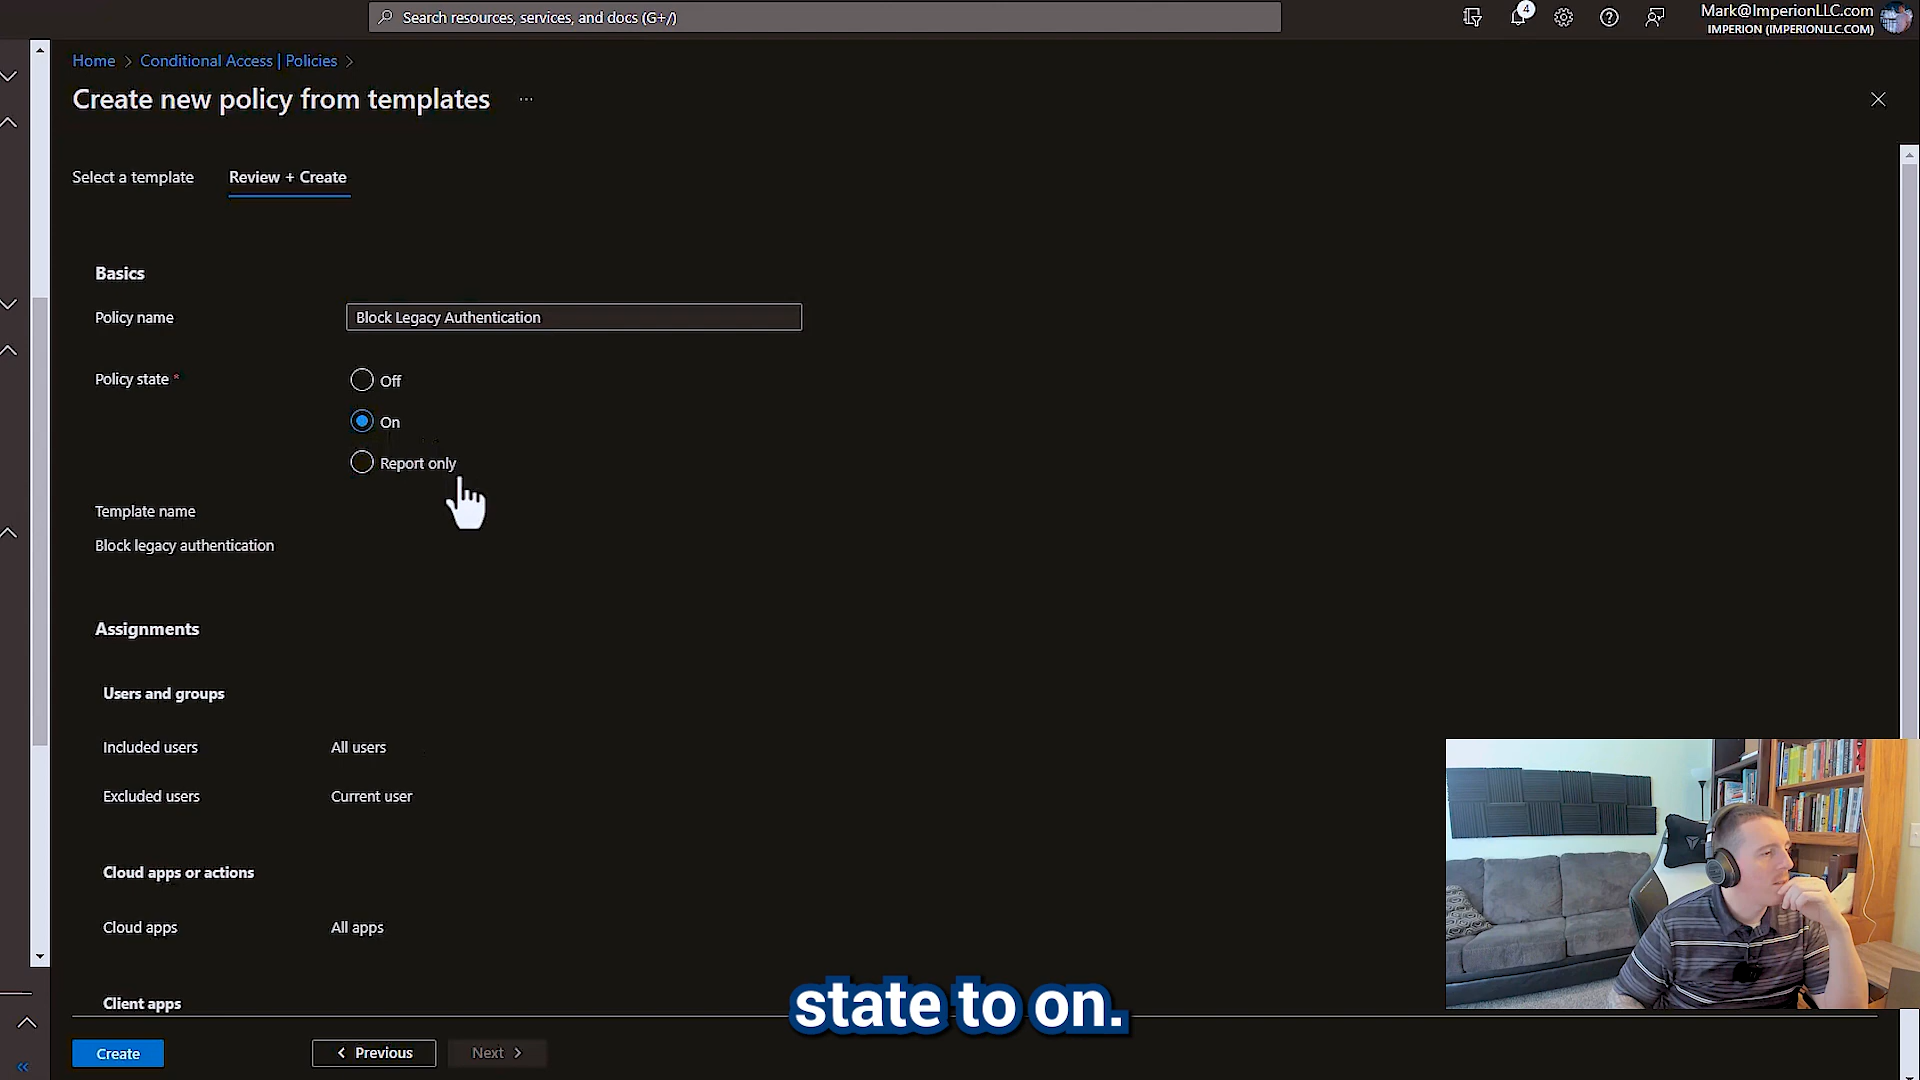 Search resources, services, and docs (G+/)
4
Mark@ImperionLLC.com
IMPERION (IMPERIONLLC.COM)
Home > Conditional Access | Policies >
Create new policy from templates ...
Select a template
Review + Create
Basics
Policy name
Block Legacy Authentication
Policy state *
Off
On
Report only
Template name
Block legacy authentication
Assignments
Users and groups
Included users All users
Excluded users Current user
Cloud apps or actions
Cloud apps All apps
Client apps
state to on.
Create
< Previous
Next >